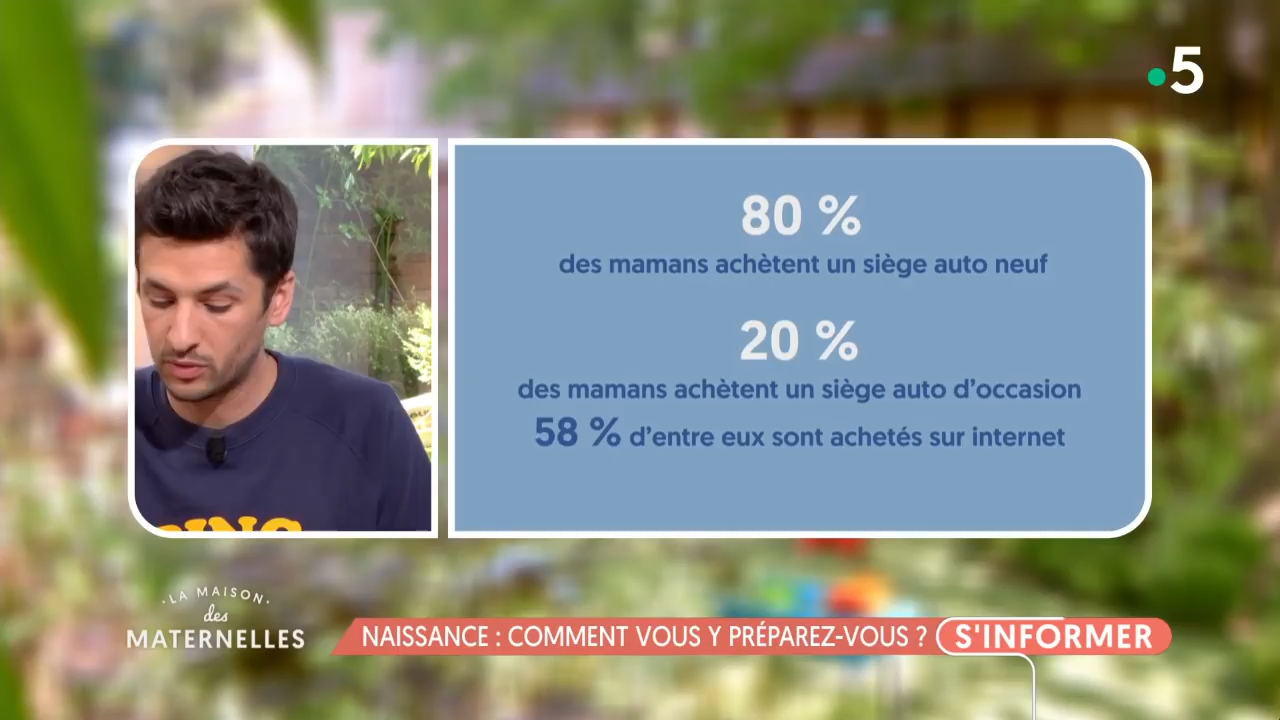 5
80 %
des mamans achètent un siège auto neuf
20 %
des mamans achètent un siège auto d'occasion
58 % d'entre eux sont achetés sur internet
LA MAISON
des
MATERNELLES
NAISSANCE : COMMENT VOUS Y PRÉPAREZ-VOUS ? S'INFORMER